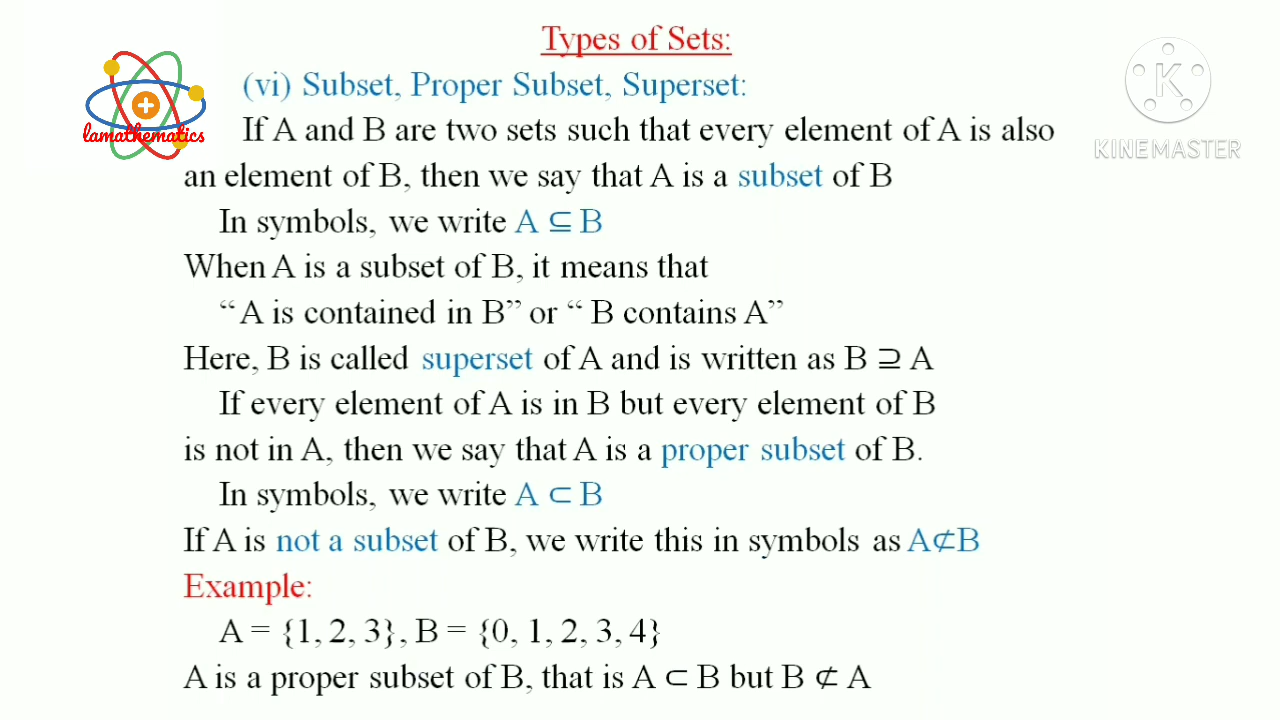 Types of Sets:
(vi) Subset, Proper Subset, Superset:
lamathematics
K
KINEMASTER
If A and B are two sets such that every element of A is also
an element of B, then we say that A is a subset of B
In symbols, we write A ⊆ B
When A is a subset of B, it means that
“ A is contained in B” or “ B contains A”
Here, B is called superset of A and is written as B ⊇ A
If every element of A is in B but every element of B
is not in A, then we say that A is a proper subset of B.
In symbols, we write A ⊂ B
If A is not a subset of B, we write this in symbols as A⊄B
Example:
A = {1, 2, 3}, B = {0, 1, 2, 3, 4}
A is a proper subset of B, that is A ⊂ B but B ⊄ A